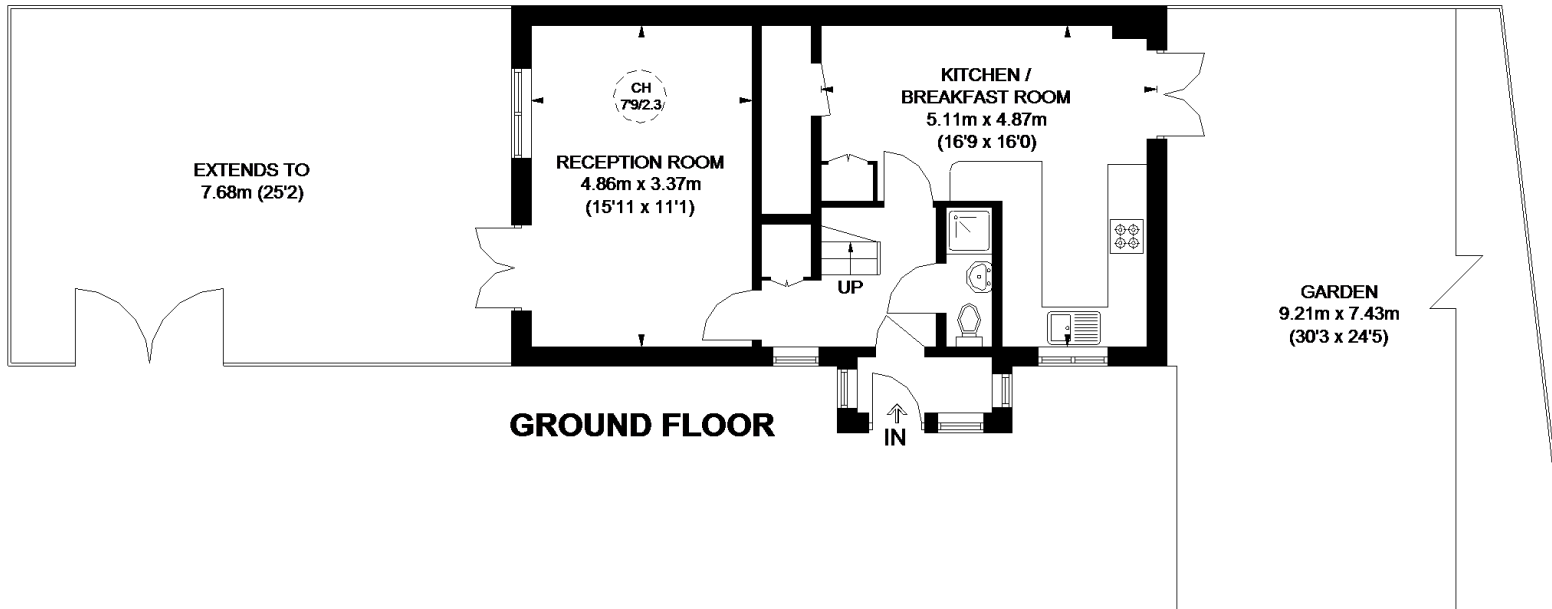 EXTENDS TO
7.68m (25'2)
CH
7'9/2.3
RECEPTION ROOM
4.86m x 3.37m
(15'11 x 11'1)
KITCHEN /
BREAKFAST ROOM
5.11m x 4.87m
(16'9 x 16'0)
UP
GARDEN
9.21m x 7.43m
(30'3 x 24'5)
GROUND FLOOR
IN